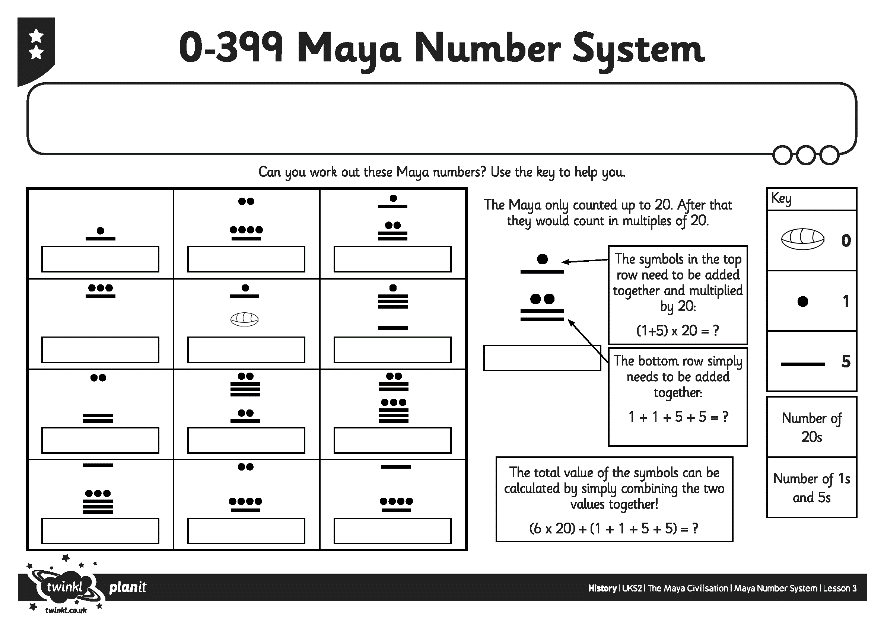 0-399 Maya Number System
Can you work out these Maya numbers? Use the key to help you.
The Maya only counted up to 20. After that
they would count in multiples of 20.
The symbols in the top
row need to be added
together and multiplied
by 20:
(1+5) x 20 = ?
The bottom row simply
needs to be added
together:
1 + 1 + 5 + 5 = ?
The total value of the symbols can be
calculated by simply combining the two
values together!
(6 x 20) + (1 + 1 + 5 + 5) = ?
Key
0
1
5
Number of
20s
Number of 1s
and 5s
twinkl
planit
twinkl.co.uk
History | UKS2 | The Maya Civilisation | Maya Number System | Lesson 3